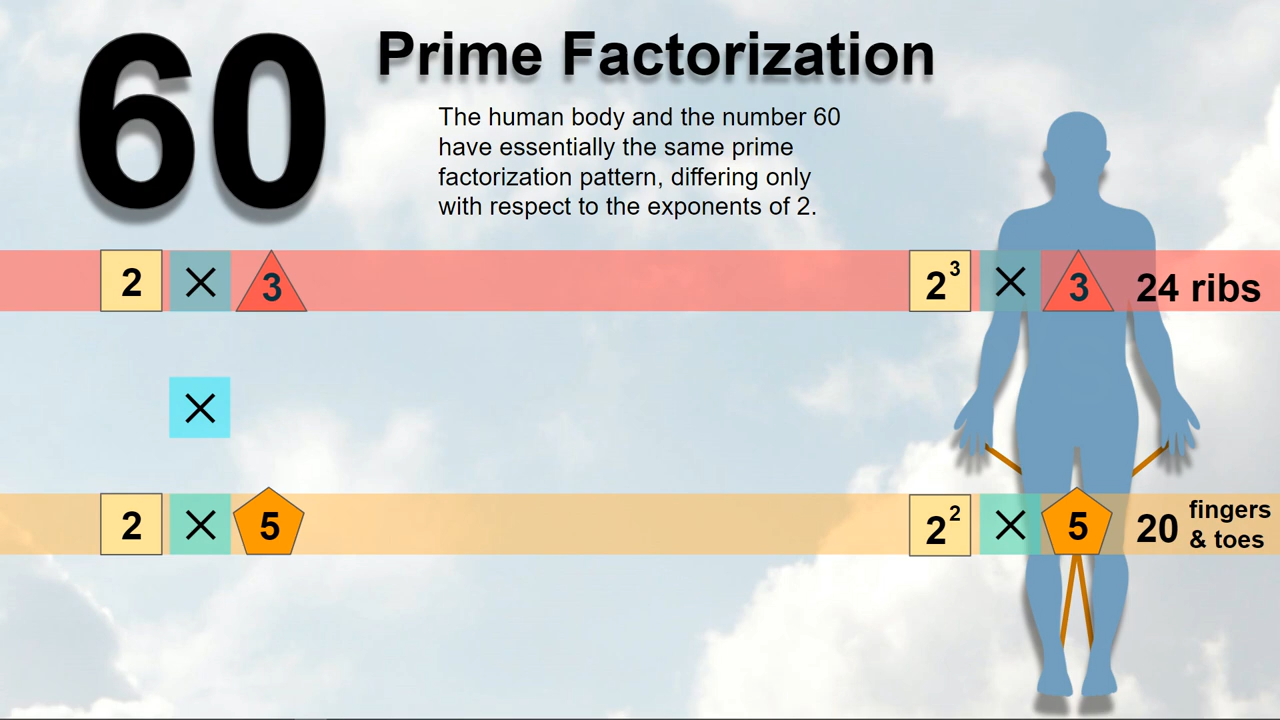 60
Prime Factorization
The human body and the number 60
have essentially the same prime
factorization pattern, differing only
with respect to the exponents of 2.
2 × 3
2³ × 3 24 ribs
×
2 × 5
2² × 5 20 fingers
& toes